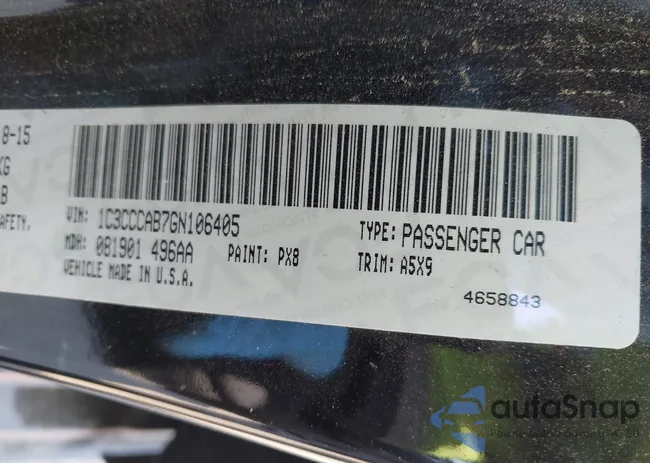 8-15
KG
B
AFETY.
VIN: 1C3CCCAB7GN106405
TYPE: PASSENGER CAR
MDH: 081901 496AA
PAINT: PX8
TRIM: A5X9
VEHICLE MADE IN U.S.A.
4658843
autoSnap